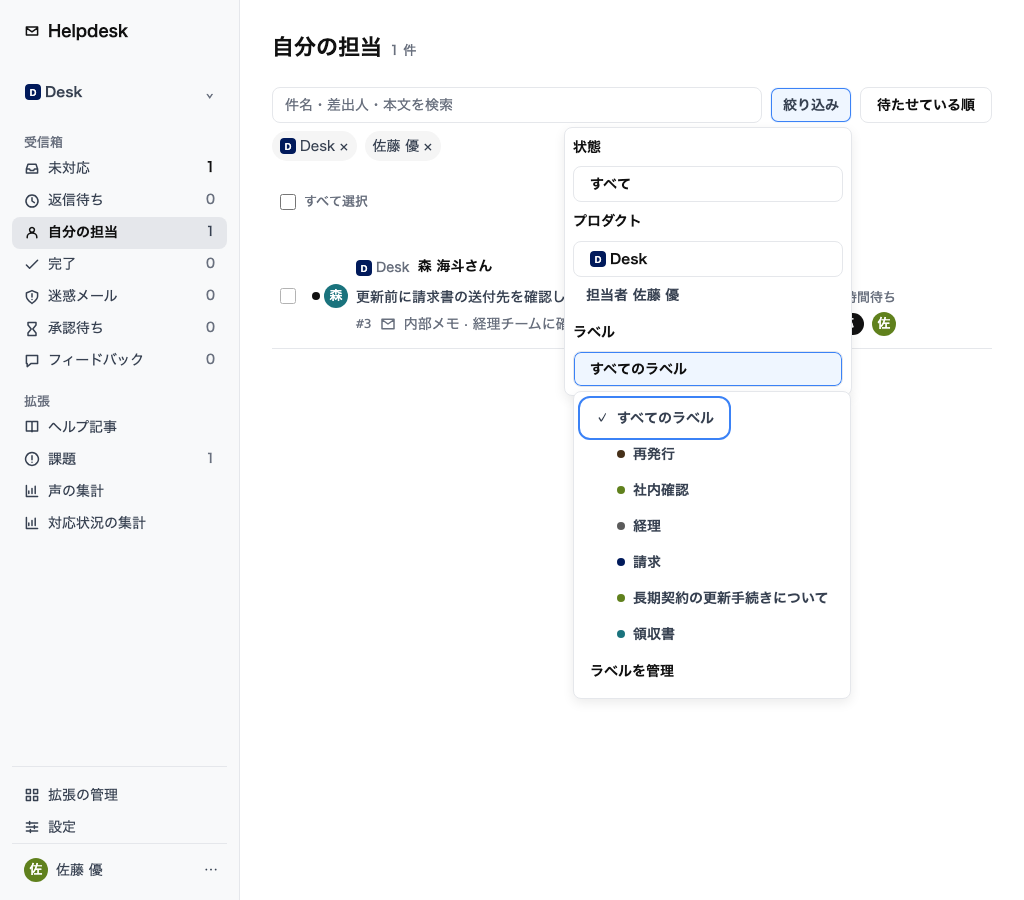 Helpdesk
D Desk
受信箱
未対応 1
返信待ち 0
自分の担当 1
完了 0
迷惑メール 0
承認待ち 0
フィードバック 0
拡張
ヘルプ記事
課題 1
声の集計
対応状況の集計
拡張の管理
設定
佐 佐藤 優 …
自分の担当 1 件
件名・差出人・本文を検索
絞り込み
待たせている順
D Desk ×
佐藤 優 ×
すべて選択
D Desk 森 海斗さん
森 更新前に請求書の送付先を確認し
間待ち
#3 内部メモ · 経理チームに確
佐
状態
すべて
プロダクト
D Desk
担当者 佐藤 優
ラベル
すべてのラベル
✓ すべてのラベル
再発行
社内確認
経理
請求
長期契約の更新手続きについて
領収書
ラベルを管理